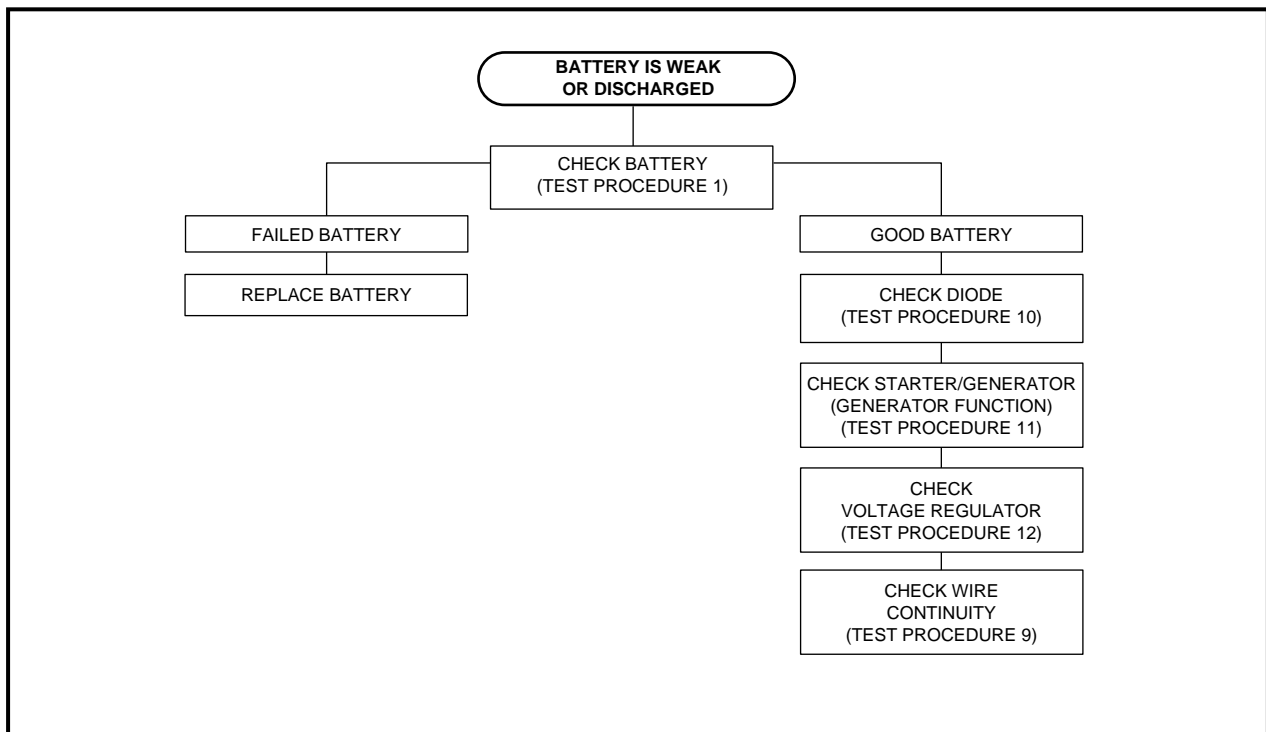 BATTERY IS WEAK
OR DISCHARGED
CHECK BATTERY
(TEST PROCEDURE 1)
FAILED BATTERY
GOOD BATTERY
REPLACE BATTERY
CHECK DIODE
(TEST PROCEDURE 10)
CHECK STARTER/GENERATOR
(GENERATOR FUNCTION)
(TEST PROCEDURE 11)
CHECK
VOLTAGE REGULATOR
(TEST PROCEDURE 12)
CHECK WIRE
CONTINUITY
(TEST PROCEDURE 9)